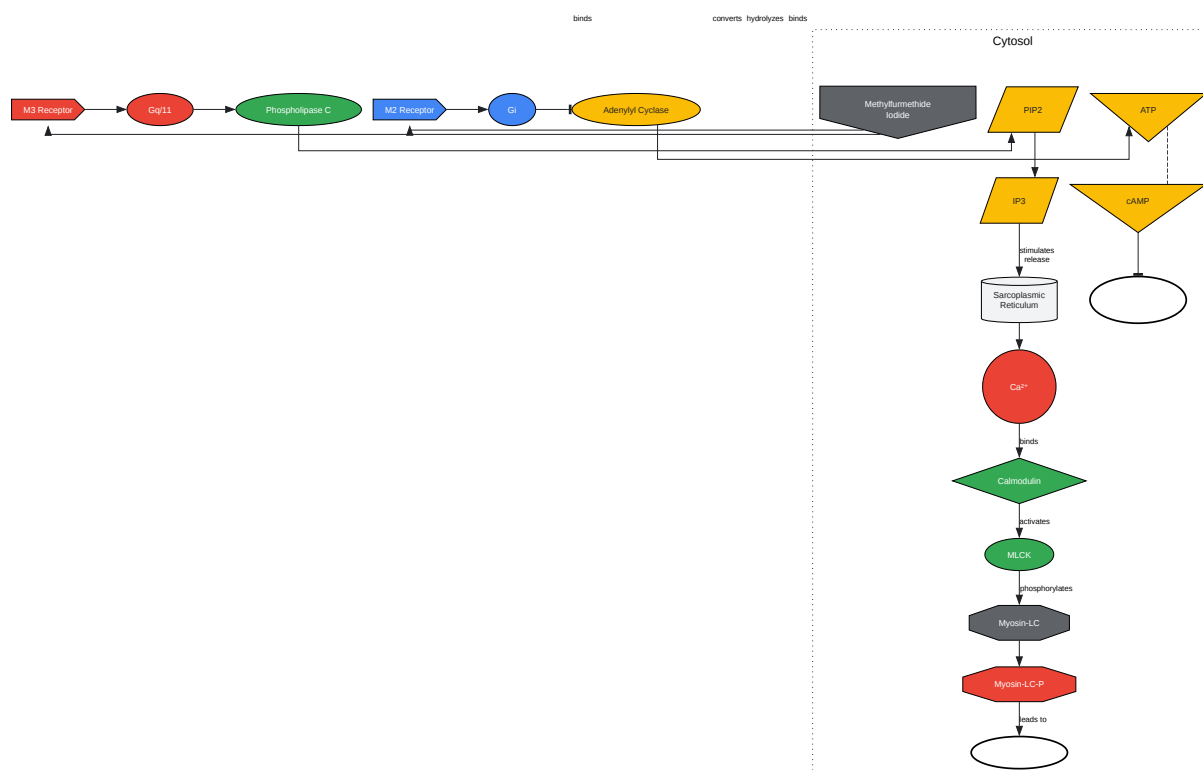 binds
converts hydrolyzes binds
Cytosol
M3 Receptor
Gq/11
Phospholipase C
M2 Receptor
Gi
Adenylyl Cyclase
Methylfurmethide
Iodide
PIP2
ATP
IP3
cAMP
stimulates
release
Sarcoplasmic
Reticulum
Ca²⁺
binds
Calmodulin
activates
MLCK
phosphorylates
Myosin-LC
Myosin-LC-P
leads to